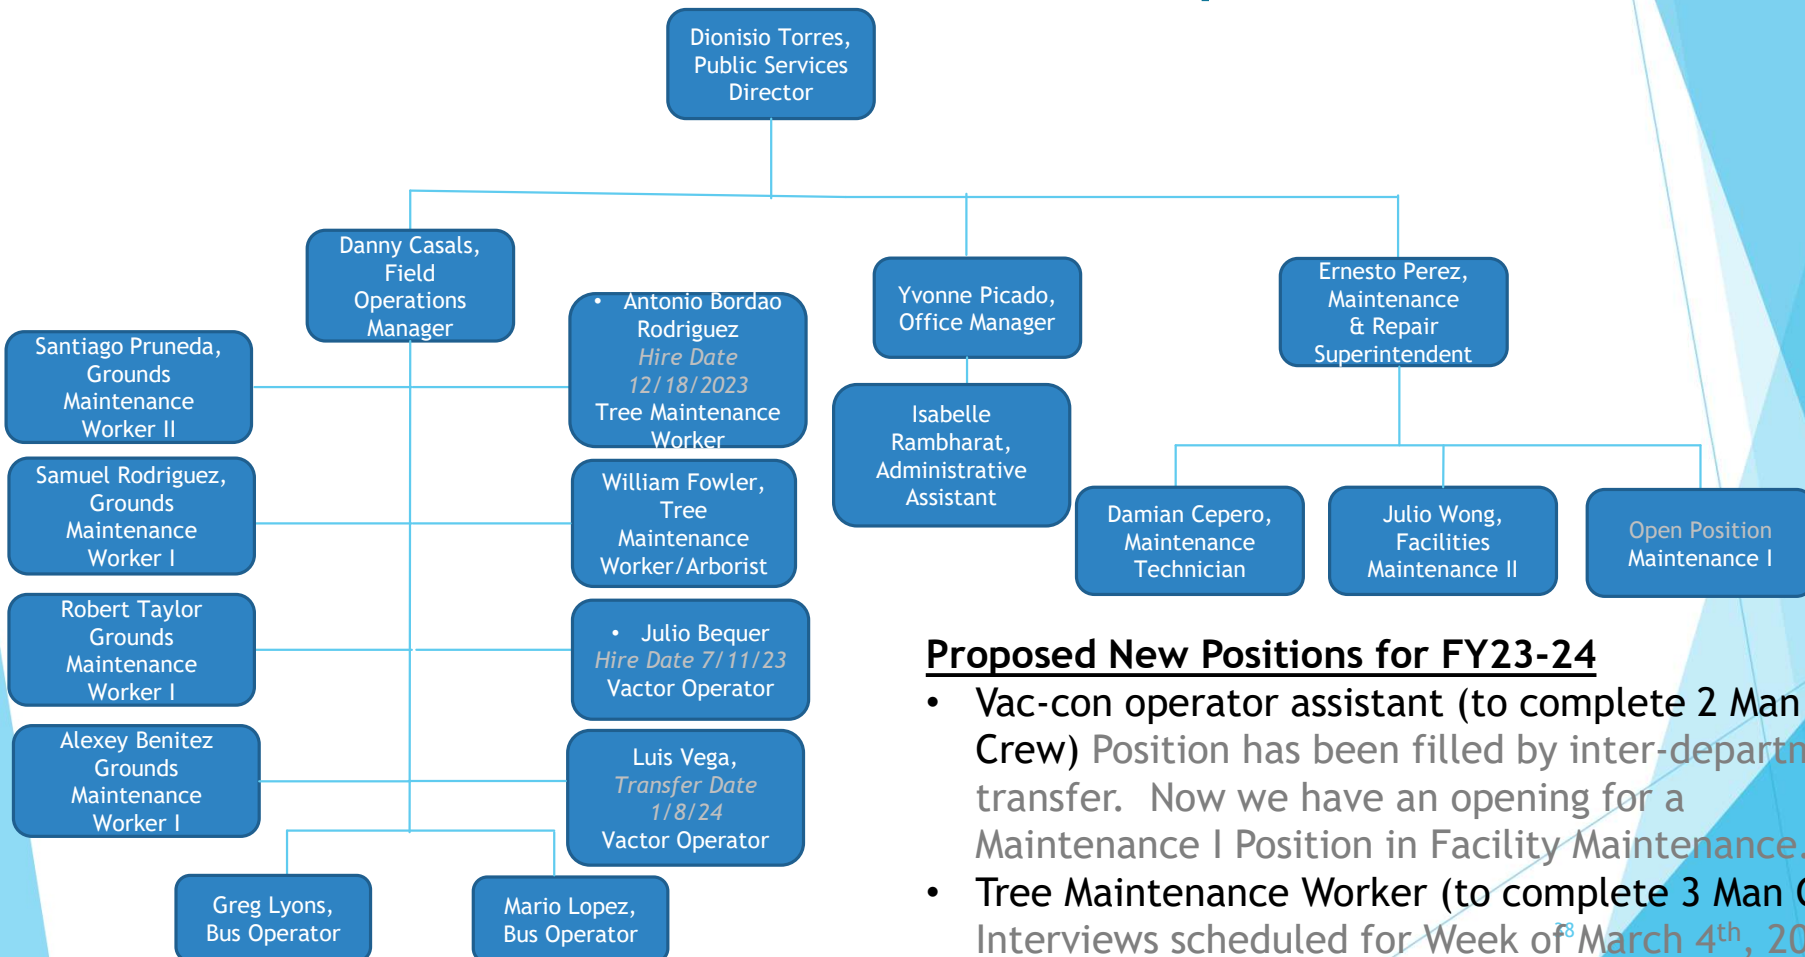 Dionisio Torres,
Public Services
Director
Danny Casals,
Field
Operations
Manager
Santiago Pruneda,
Grounds
Maintenance
Worker II
Samuel Rodriguez,
Grounds
Maintenance
Worker I
Robert Taylor
Grounds
Maintenance
Worker I
Alexey Benitez
Grounds
Maintenance
Worker I
• Antonio Bordao
Rodriguez
Hire Date
12/18/2023
Tree Maintenance
Worker
William Fowler,
Tree
Maintenance
Worker/Arborist
• Julio Bequer
Hire Date 7/11/23
Vactor Operator
Luis Vega,
Transfer Date
1/8/24
Vactor Operator
Greg Lyons,
Bus Operator
Mario Lopez,
Bus Operator
Yvonne Picado,
Office Manager
Isabelle
Rambharat,
Administrative
Assistant
Ernesto Perez,
Maintenance
& Repair
Superintendent
Damian Cepero,
Maintenance
Technician
Julio Wong,
Facilities
Maintenance II
Open Position
Maintenance I
Proposed New Positions for FY23-24
• Vac-con operator assistant (to complete 2 Man
Crew) Position has been filled by inter-departm
transfer. Now we have an opening for a
Maintenance I Position in Facility Maintenance.
• Tree Maintenance Worker (to complete 3 Man
Interviews scheduled for Week of March 4th, 20